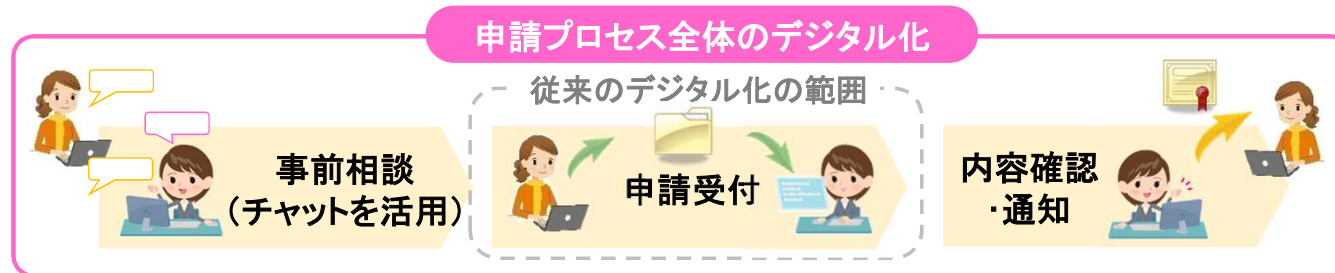 申請プロセス全体のデジタル化
従来のデジタル化の範囲
事前相談
(チャットを活用)
申請受付
内容確認
・通知